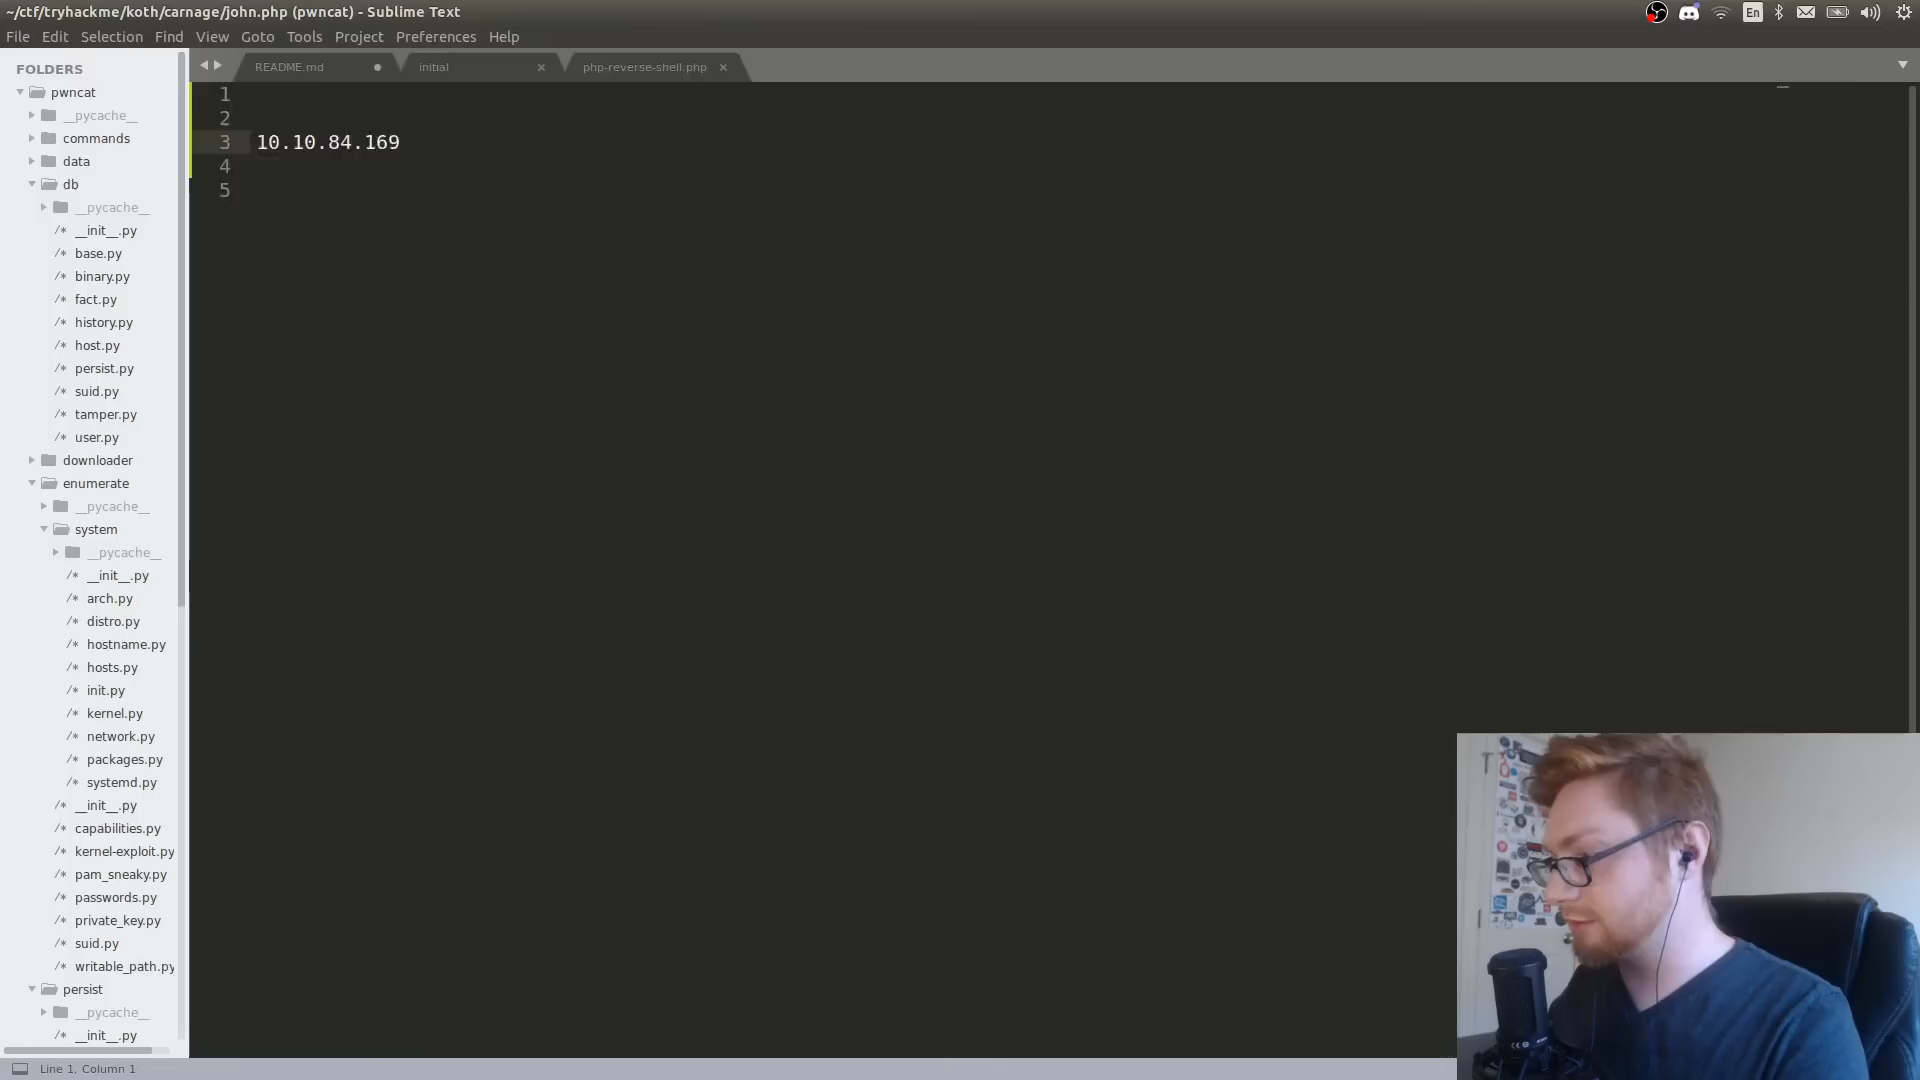 ~/ctf/tryhackme/koth/carnage/john.php (pwncat) - Sublime Text
En
File Edit Selection Find View Goto Tools Project Preferences Help
FOLDERS
pwncat
__pycache__
commands
data
db
__pycache__
/* __init__.py
/* base.py
/* binary.py
/* fact.py
/* history.py
/* host.py
/* persist.py
/* suid.py
/* tamper.py
/* user.py
downloader
enumerate
__pycache__
system
__pycache__
/* __init__.py
/* arch.py
/* distro.py
/* hostname.py
/* hosts.py
/* init.py
/* kernel.py
/* network.py
/* packages.py
/* systemd.py
/* __init__.py
/* capabilities.py
/* kernel-exploit.py
/* pam_sneaky.py
/* passwords.py
/* private_key.py
/* suid.py
/* writable_path.py
persist
__pycache__
/* __init__.py
README.md initial php-reverse-shell.php
1
2
3 10.10.84.169
4
5
Line 1, Column 1